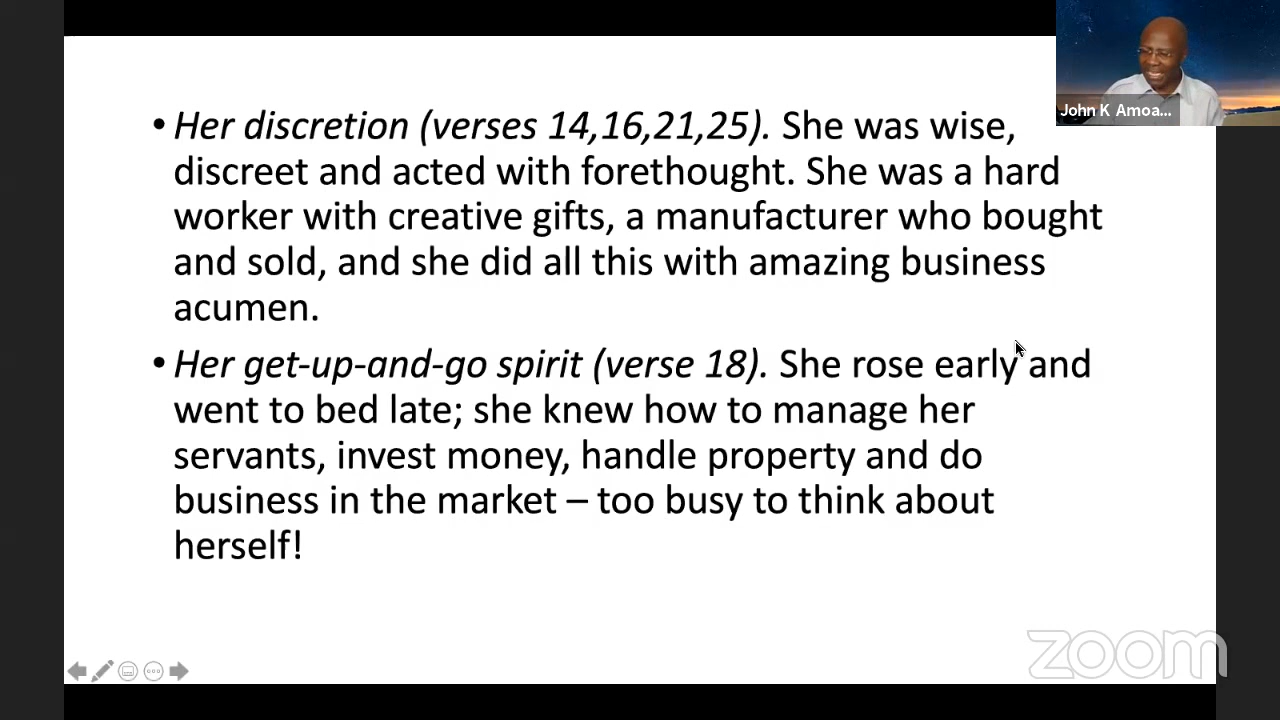 John K Amoa...
• Her discretion (verses 14,16,21,25). She was wise,
discreet and acted with forethought. She was a hard
worker with creative gifts, a manufacturer who bought
and sold, and she did all this with amazing business
acumen.
• Her get-up-and-go spirit (verse 18). She rose early and
went to bed late; she knew how to manage her
servants, invest money, handle property and do
business in the market – too busy to think about
herself!
zoom